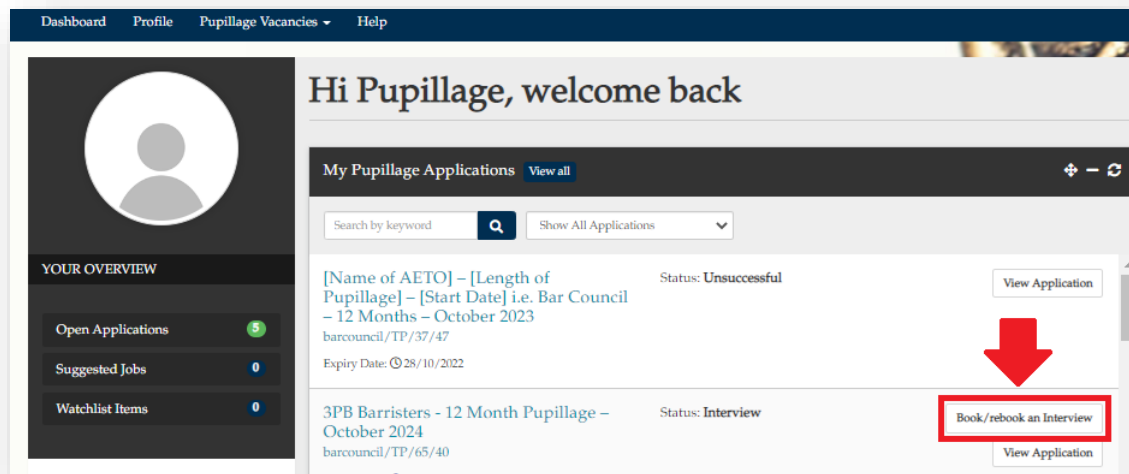 Dashboard Profile Pupillage Vacancies Help
Hi Pupillage, welcome back
My Pupillage Applications View all
Search by keyword Show All Applications
YOUR OVERVIEW
Open Applications 5
Suggested Jobs 0
Watchlist Items 0
[Name of AETO] – [Length of
Pupillage] – [Start Date] i.e. Bar Council
– 12 Months – October 2023
barcouncil/TP/37/47
Expiry Date: 28/10/2022
Status: Unsuccessful
View Application
3PB Barristers - 12 Month Pupillage –
October 2024
barcouncil/TP/65/40
Status: Interview
Book/rebook an Interview
View Application